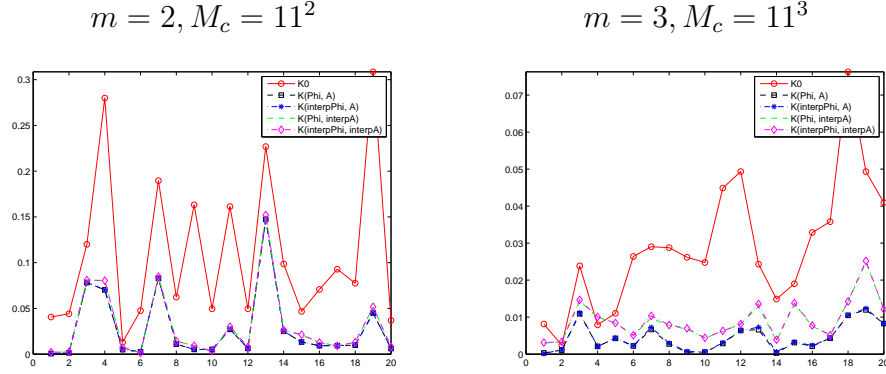 m = 2, M_c = 11^2
m = 3, M_c = 11^3
0.3
0.25
0.2
0.15
0.1
0.05
0
0 2 4 6 8 10 12 14 16 18 20
K0
K(Phi, A)
K(interpPhi, A)
K(Phi, interpA)
K(interpPhi, interpA)
0.07
0.06
0.05
0.04
0.03
0.02
0.01
0
0 2 4 6 8 10 12 14 16 18 20
K0
K(Phi, A)
K(interpPhi, A)
K(Phi, interpA)
K(interpPhi, interpA)